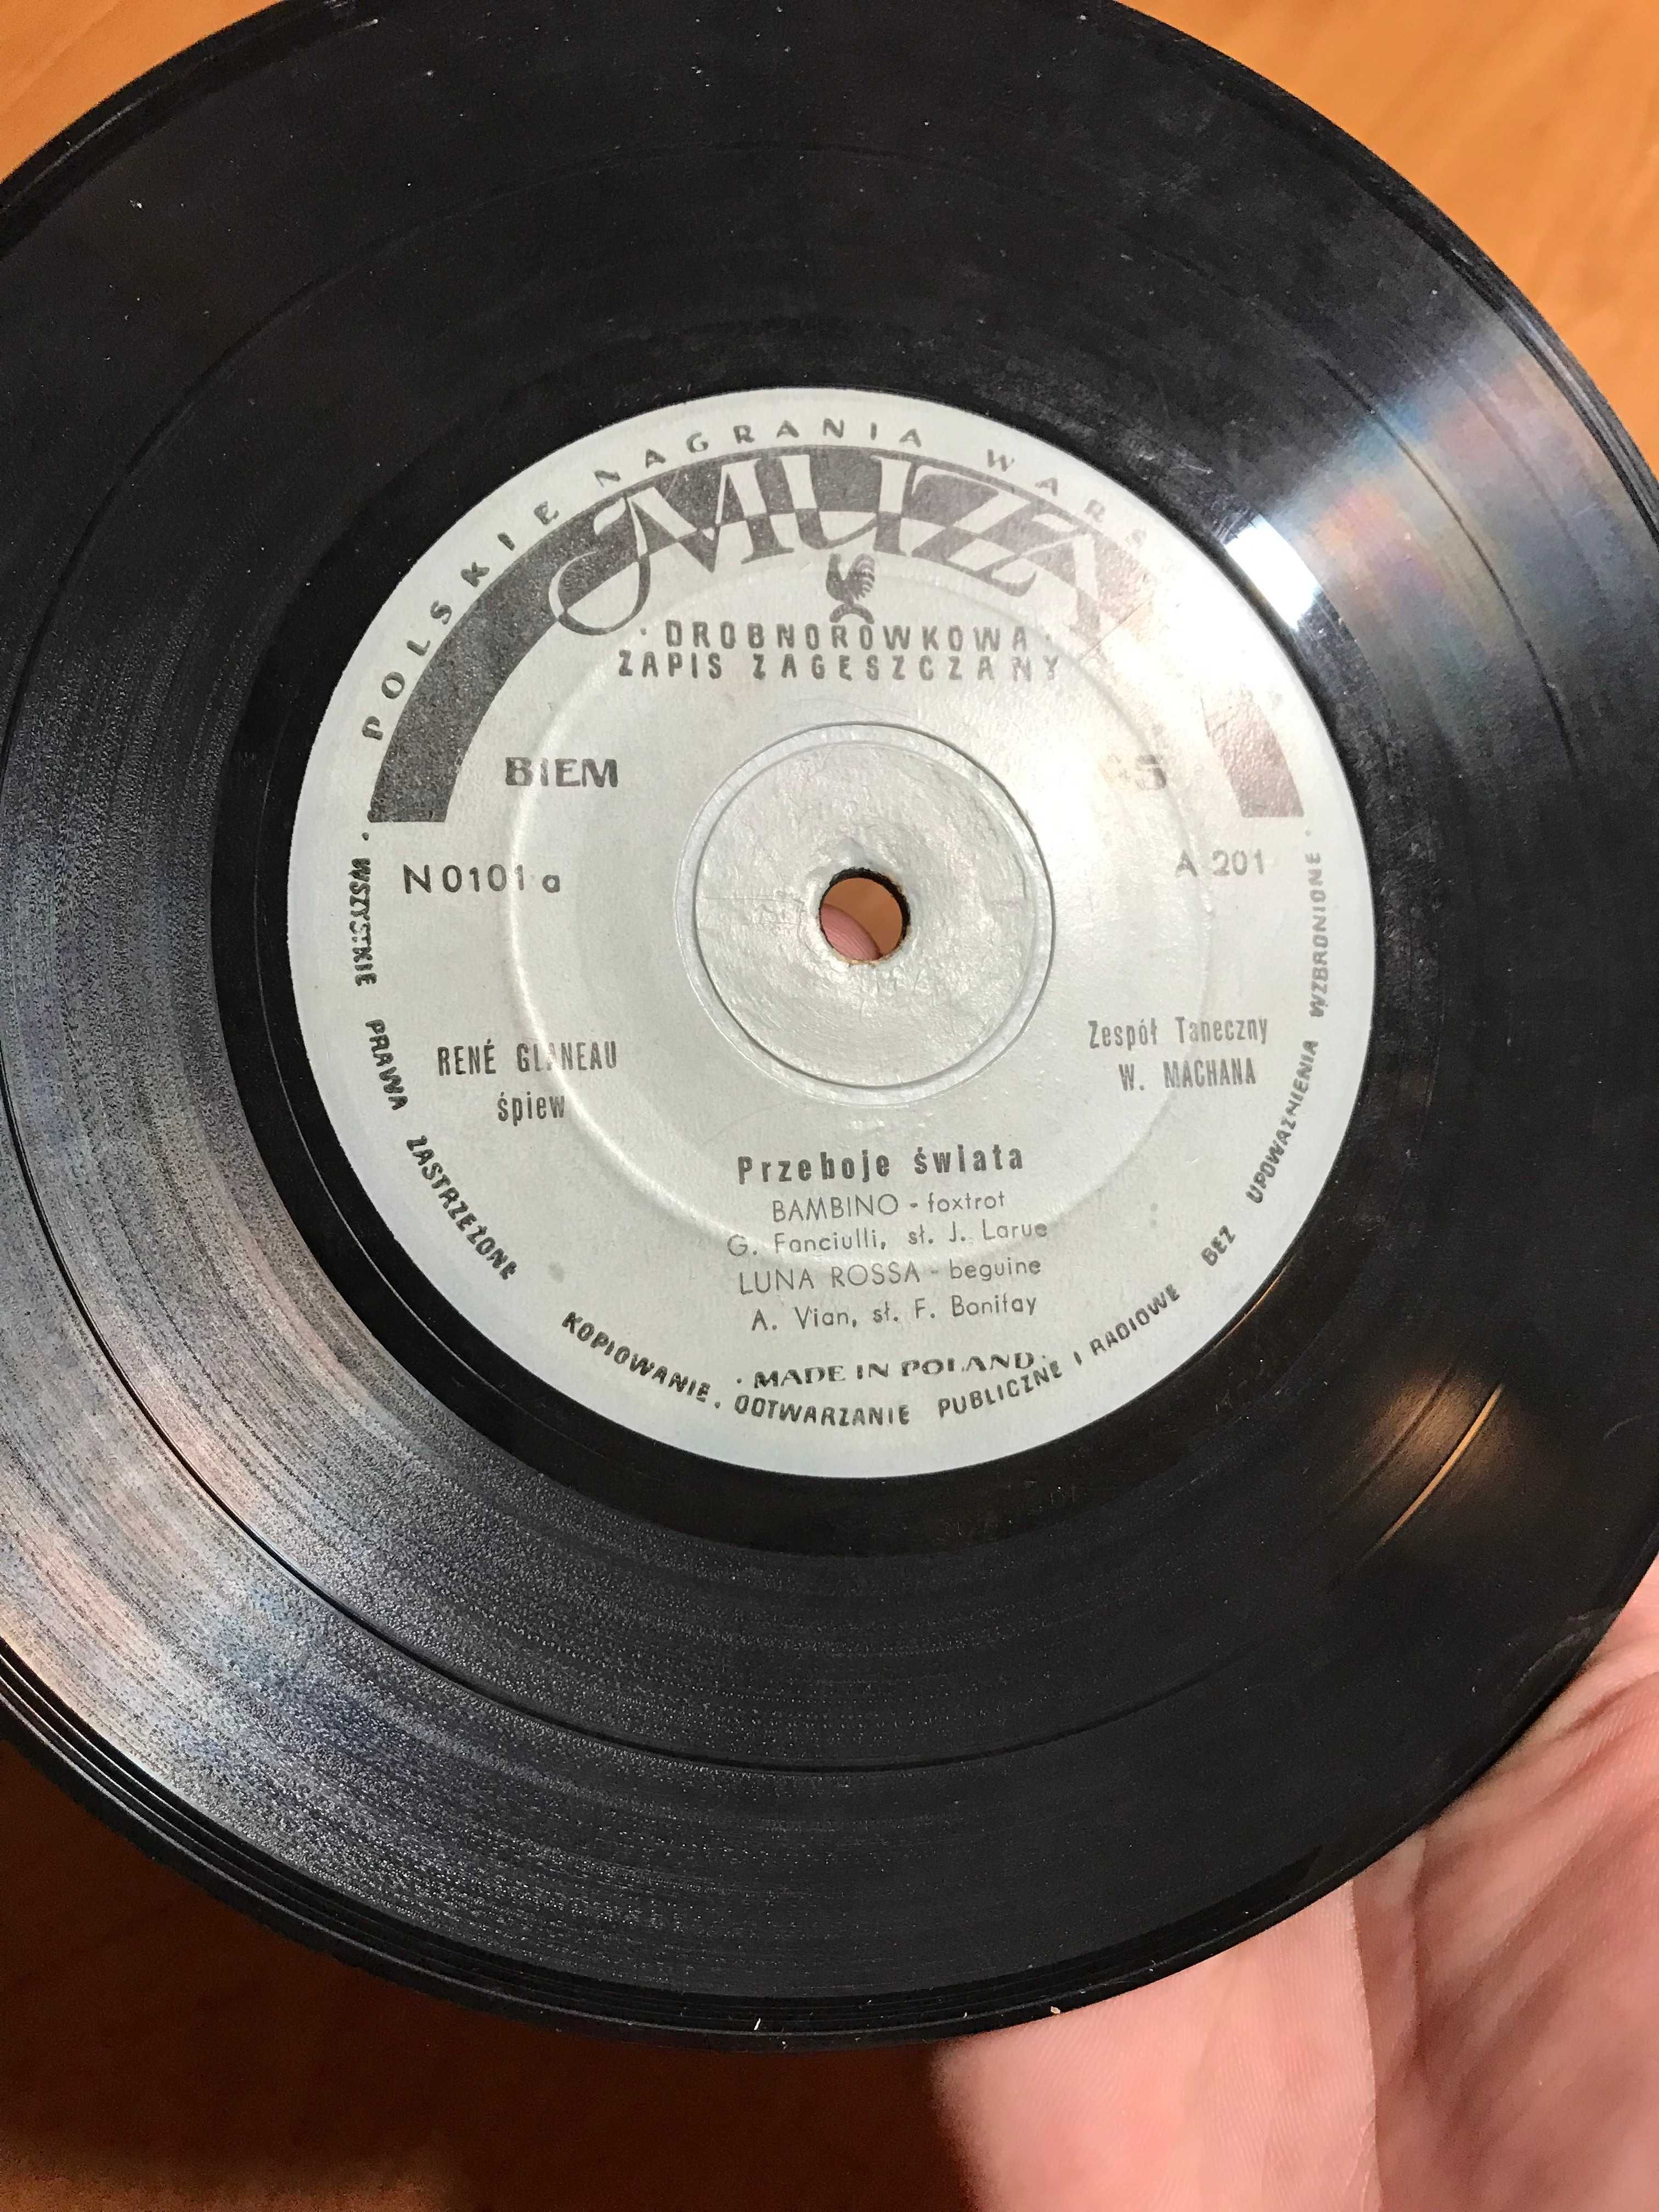 POLSKIE NAGRANIA WARS
MUZA
· DROBNOROWKOWA ·
ZAPIS ZAGĘSZCZANY
BIEM
N0101 a
A 201
RENÉ GLANEAU
śpiew
Zespół Taneczny
W. MACHANA
Przeboje świata
BAMBINO - foxtrot
G. Fanciulli, sł. J. Larue
LUNA ROSSA - beguine
A. Vian, sł. F. Bonifay
· MADE IN POLAND ·
· WSZYSTKIE PRAWA ZASTRZEŻONE KOPIOWANIE, ODTWARZANIE PUBLICZNE I RADIOWE BEZ UPOWAŻNIENIA WZBRONIONE ·